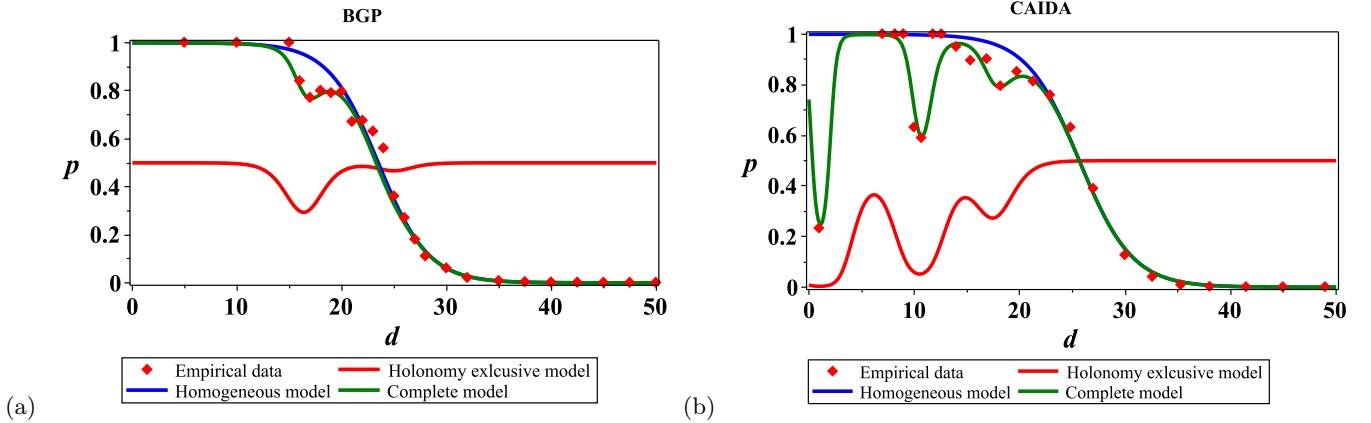 BGP
1
0.8
0.6
p
0.4
0.2
0
0 10 20 30 40 50
d
Empirical data Holonomy exlcusive model
Homogeneous model Complete model
(a)
CAIDA
1
0.8
0.6
p
0.4
0.2
0
0 10 20 30 40 50
d
Empirical data Holonomy exlcusive model
Homogeneous model Complete model
(b)